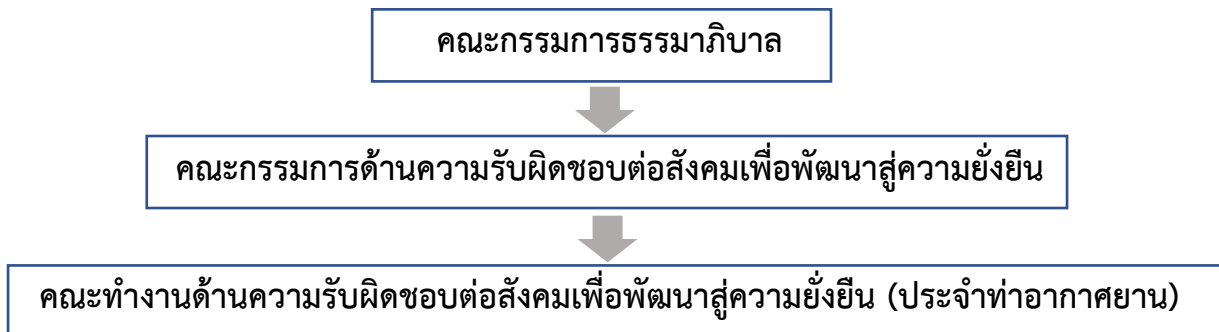 คณะกรรมการธรรมาภิบาล
คณะกรรมการด้านความรับผิดชอบต่อสังคมเพื่อพัฒนาสู่ความยั่งยืน
คณะทำงานด้านความรับผิดชอบต่อสังคมเพื่อพัฒนาสู่ความยั่งยืน (ประจำท่าอากาศยาน)